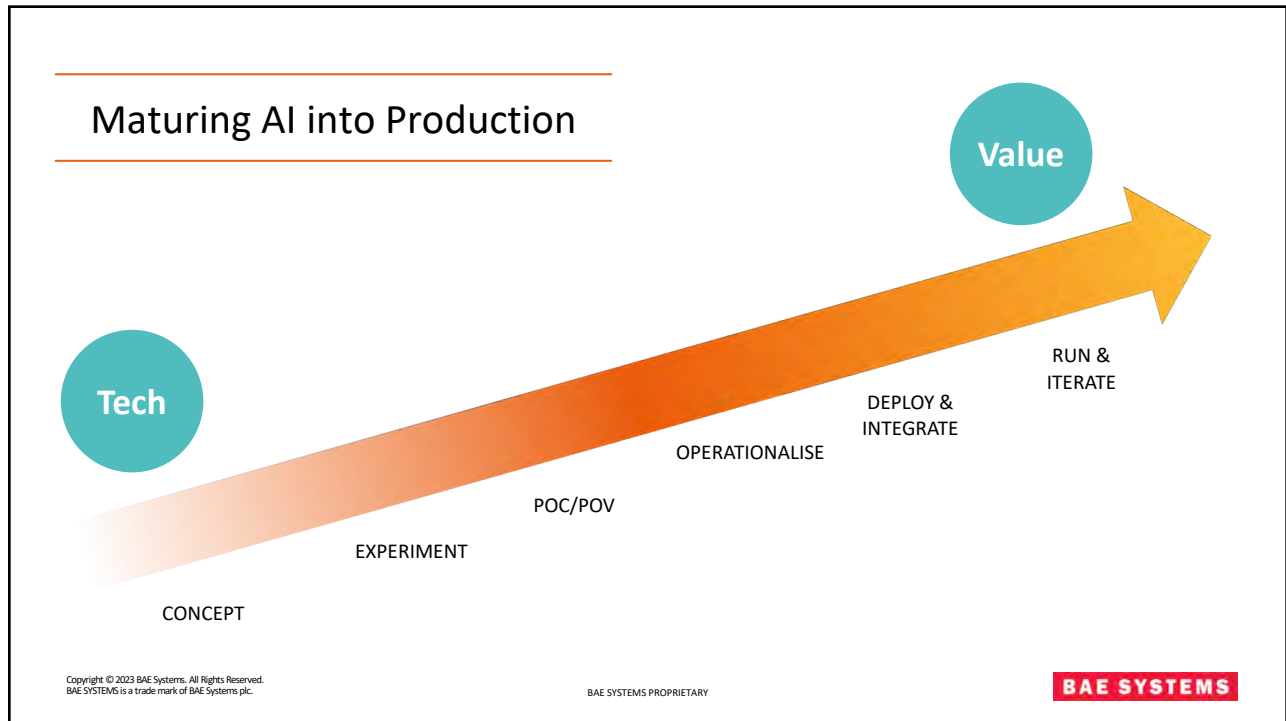 Maturing AI into Production
Value
Tech
RUN &
ITERATE
DEPLOY &
INTEGRATE
OPERATIONALISE
POC/POV
EXPERIMENT
CONCEPT
Copyright © 2023 BAE Systems. All Rights Reserved.
BAE SYSTEMS is a trade mark of BAE Systems plc.
BAE SYSTEMS PROPRIETARY
BAE SYSTEMS